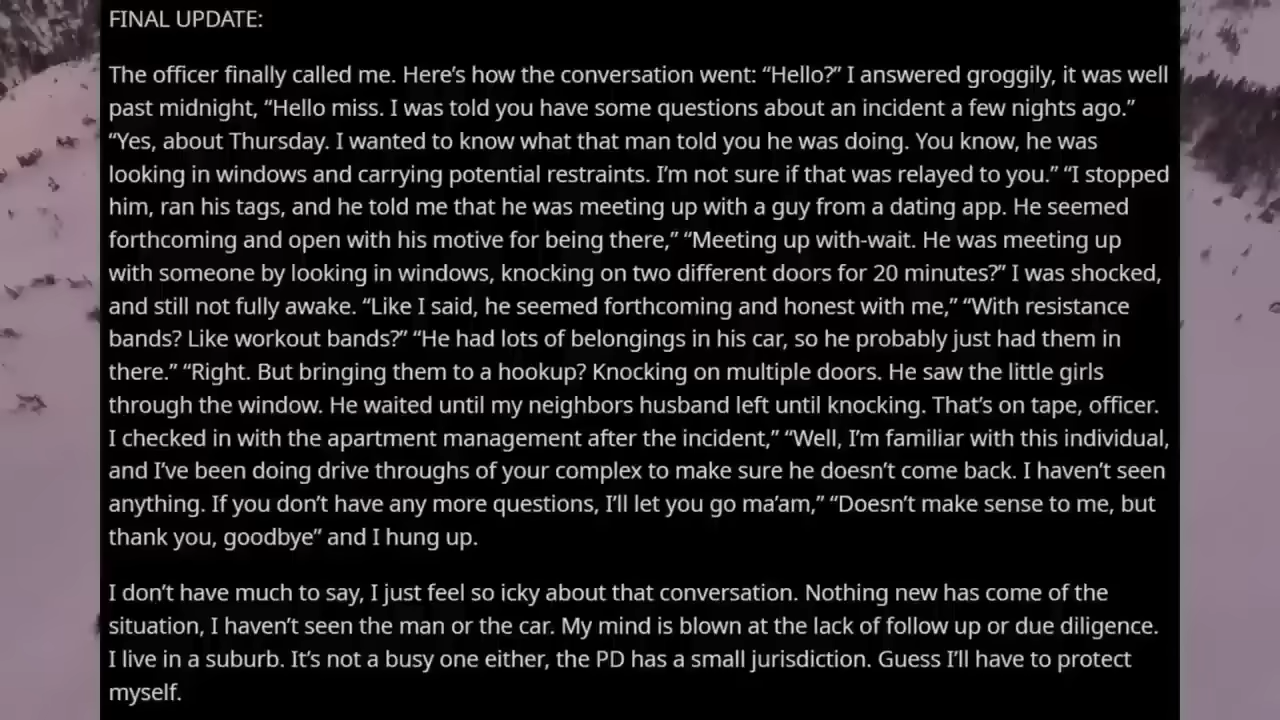 FINAL UPDATE:
The officer finally called me. Here’s how the conversation went: “Hello?” I answered groggily, it was well
past midnight, “Hello miss. I was told you have some questions about an incident a few nights ago.”
“Yes, about Thursday. I wanted to know what that man told you he was doing. You know, he was
looking in windows and carrying potential restraints. I’m not sure if that was relayed to you.” “I stopped
him, ran his tags, and he told me that he was meeting up with a guy from a dating app. He seemed
forthcoming and open with his motive for being there,” “Meeting up with-wait. He was meeting up
with someone by looking in windows, knocking on two different doors for 20 minutes?” I was shocked,
and still not fully awake. “Like I said, he seemed forthcoming and honest with me,” “With resistance
bands? Like workout bands?” “He had lots of belongings in his car, so he probably just had them in
there.” “Right. But bringing them to a hookup? Knocking on multiple doors. He saw the little girls
through the window. He waited until my neighbors husband left until knocking. That’s on tape, officer.
I checked in with the apartment management after the incident,” “Well, I’m familiar with this individual,
and I’ve been doing drive throughs of your complex to make sure he doesn’t come back. I haven’t seen
anything. If you don’t have any more questions, I’ll let you go ma’am,” “Doesn’t make sense to me, but
thank you, goodbye” and I hung up.
I don’t have much to say, I just feel so icky about that conversation. Nothing new has come of the
situation, I haven’t seen the man or the car. My mind is blown at the lack of follow up or due diligence.
I live in a suburb. It’s not a busy one either, the PD has a small jurisdiction. Guess I’ll have to protect
myself.